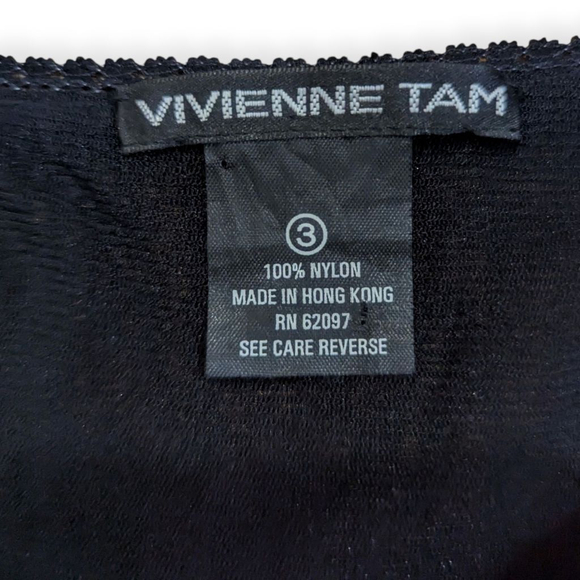 VIVIENNE TAM
3
100% NYLON
MADE IN HONG KONG
RN 62097
SEE CARE REVERSE